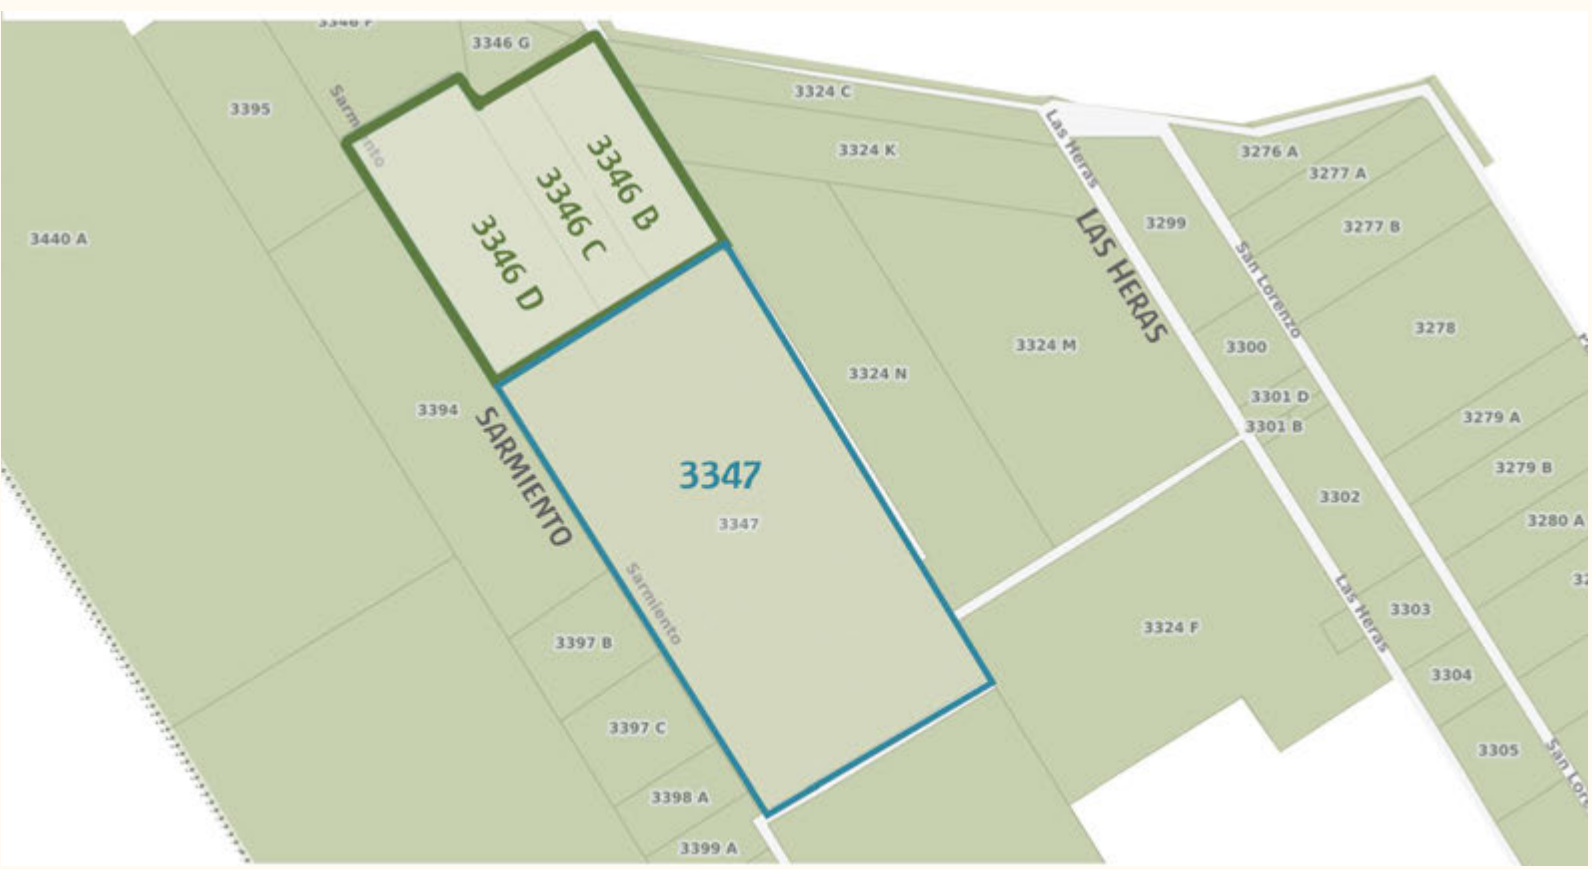 3346 F
3346 G
3395
Sarmiento
3324 C
3324 K
Las Heras
3276 A
3277 A
3277 B
3299
3440 A
3346 B
3346 C
3346 D
LAS HERAS
San Lorenzo
3278
3300
3324 M
3324 N
3301 D
3301 B
3279 A
3394
SARMIENTO
3347
3347
3279 B
3302
3280 A
Sarmiento
3303
Las Heras
3324 F
3397 B
3304
3397 C
3305
3398 A
3399 A